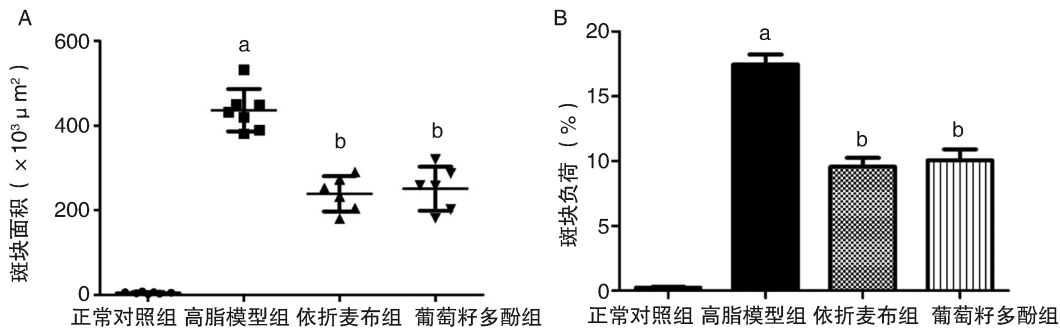 A
斑块面积（×10³μm²）
600
400
200
0
a
b
b
正常对照组 高脂模型组 依折麦布组 葡萄籽多酚组
B
斑块负荷（%）
20
15
10
5
0
a
b
b
正常对照组 高脂模型组 依折麦布组 葡萄籽多酚组